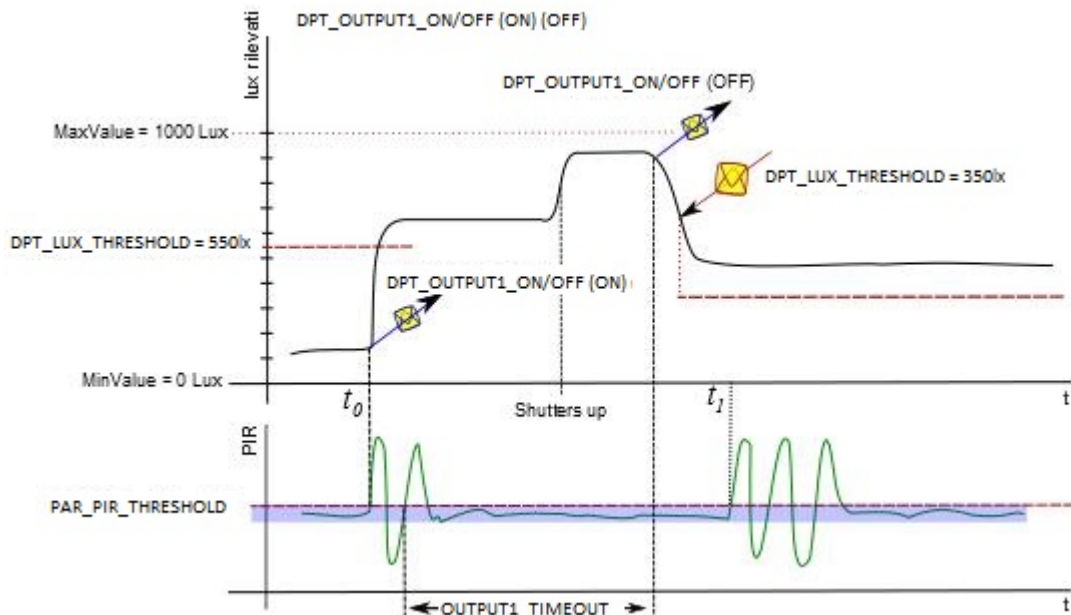 DPT_OUTPUT1_ON/OFF (ON) (OFF)
lux rilevati
DPT_OUTPUT1_ON/OFF (OFF)
MaxValue = 1000 Lux
DPT_LUX_THRESHOLD = 350lx
DPT_LUX_THRESHOLD = 550lx
DPT_OUTPUT1_ON/OFF (ON)
MinValue = 0 Lux
t0
Shutters up
t1
t
PIR
PAR_PIR_THRESHOLD
OUTPUT1_TIMEOUT
t